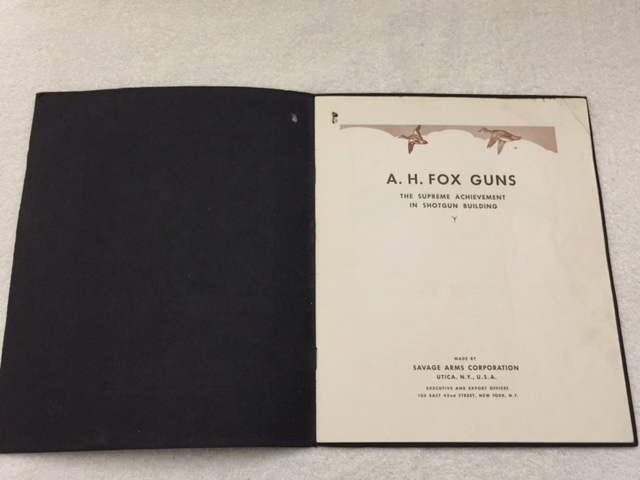 A. H. FOX GUNS
THE SUPREME ACHIEVEMENT
IN SHOTGUN BUILDING
MADE BY
SAVAGE ARMS CORPORATION
UTICA, N.Y., U.S.A.
EXECUTIVE AND EXPORT OFFICES
100 EAST 42nd STREET, NEW YORK, N.Y.